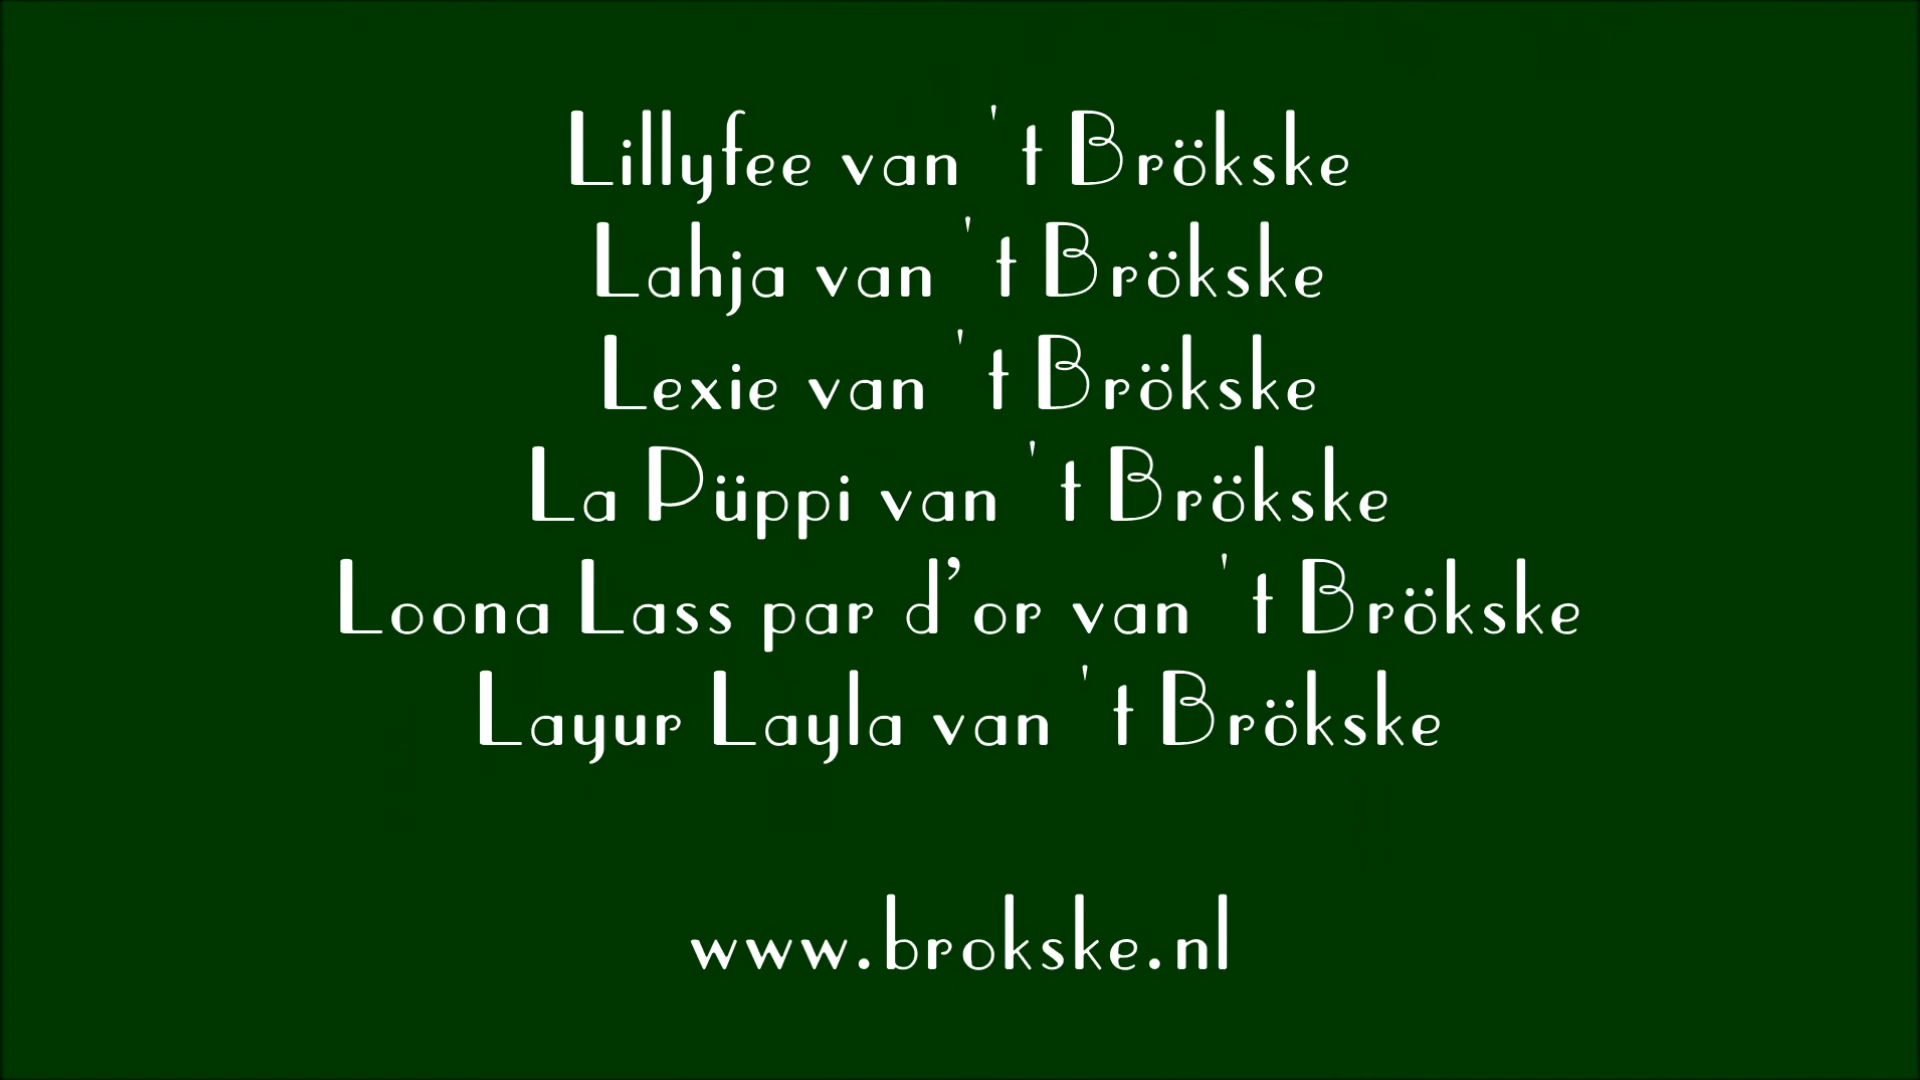 Lillyfee van 't Brökske
Lahja van 't Brökske
Lexie van 't Brökske
La Püppi van 't Brökske
Loona Lass par d’or van 't Brökske
Layur Layla van 't Brökske
www.brokske.nl